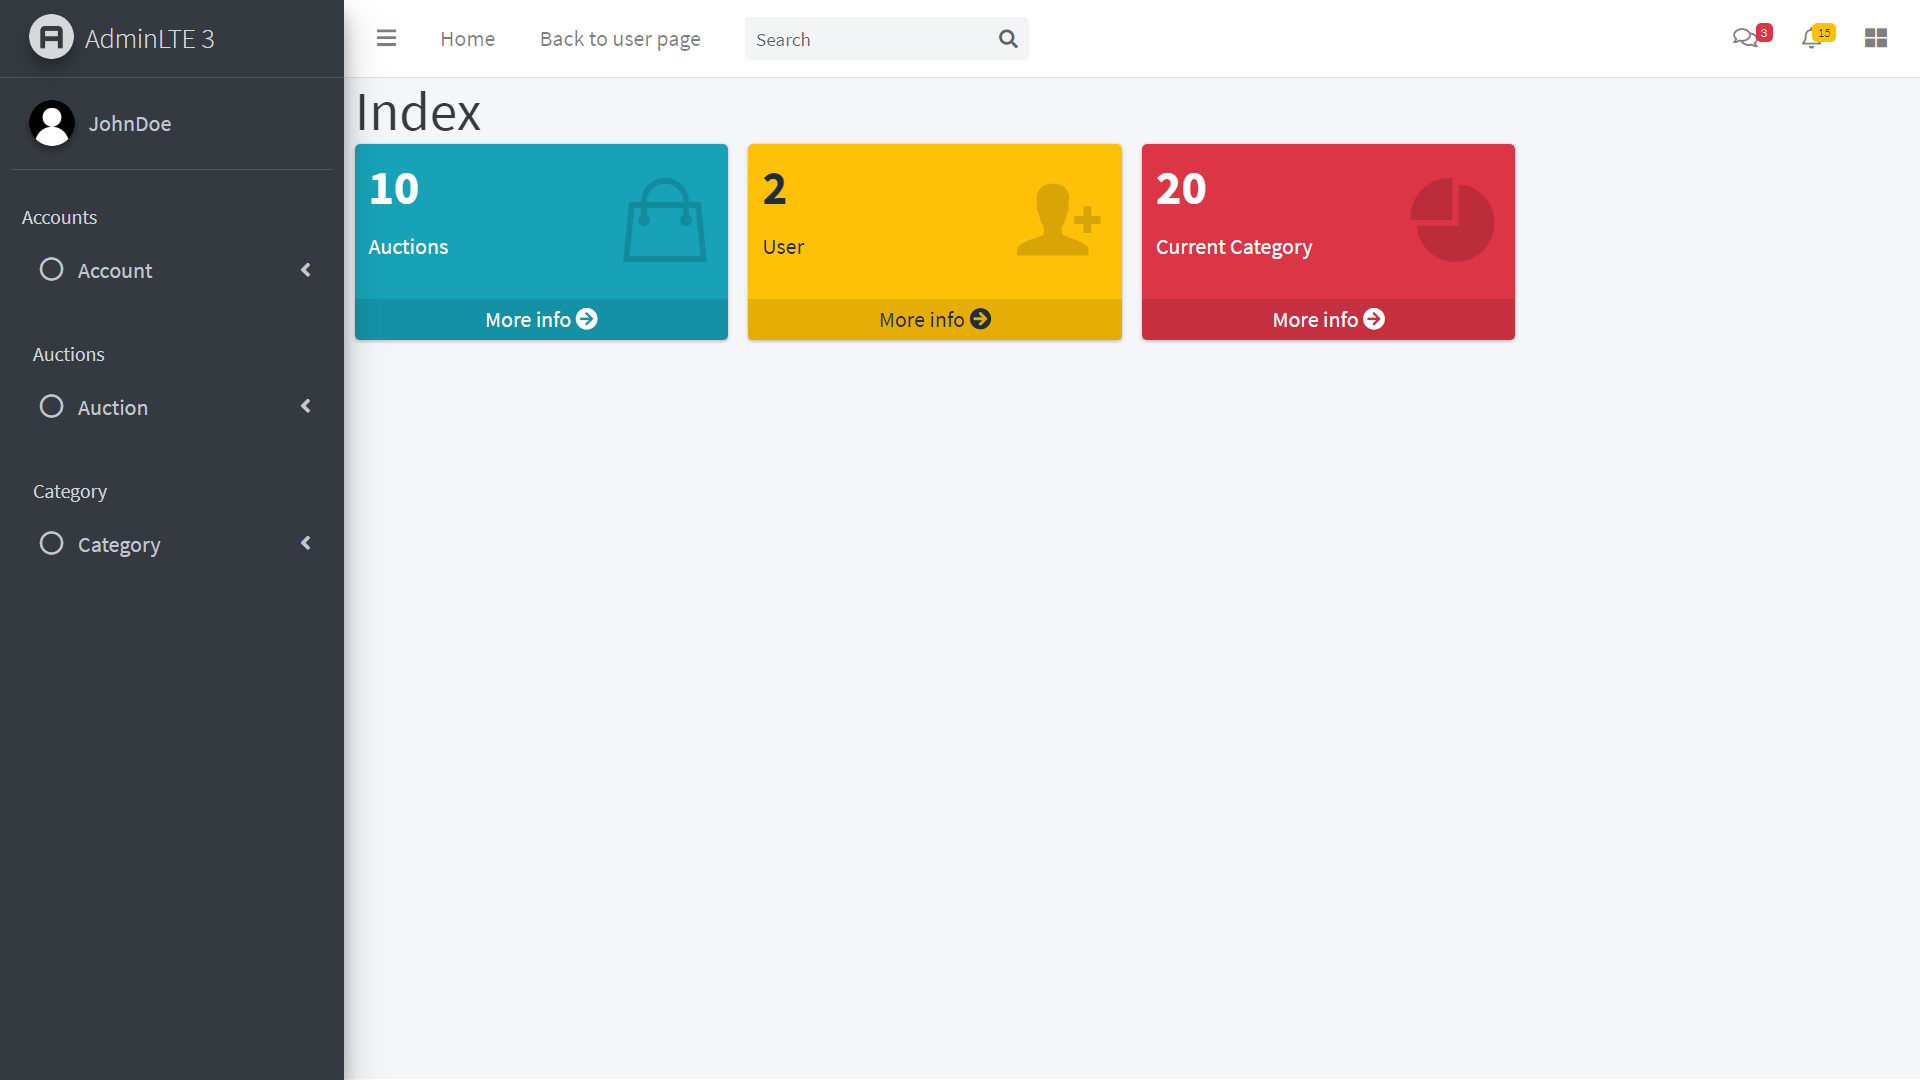 AdminLTE 3
JohnDoe
Accounts
Account
Auctions
Auction
Category
Category
Home
Back to user page
Search
3
15
Index
10
Auctions
More info
2
User
More info
20
Current Category
More info